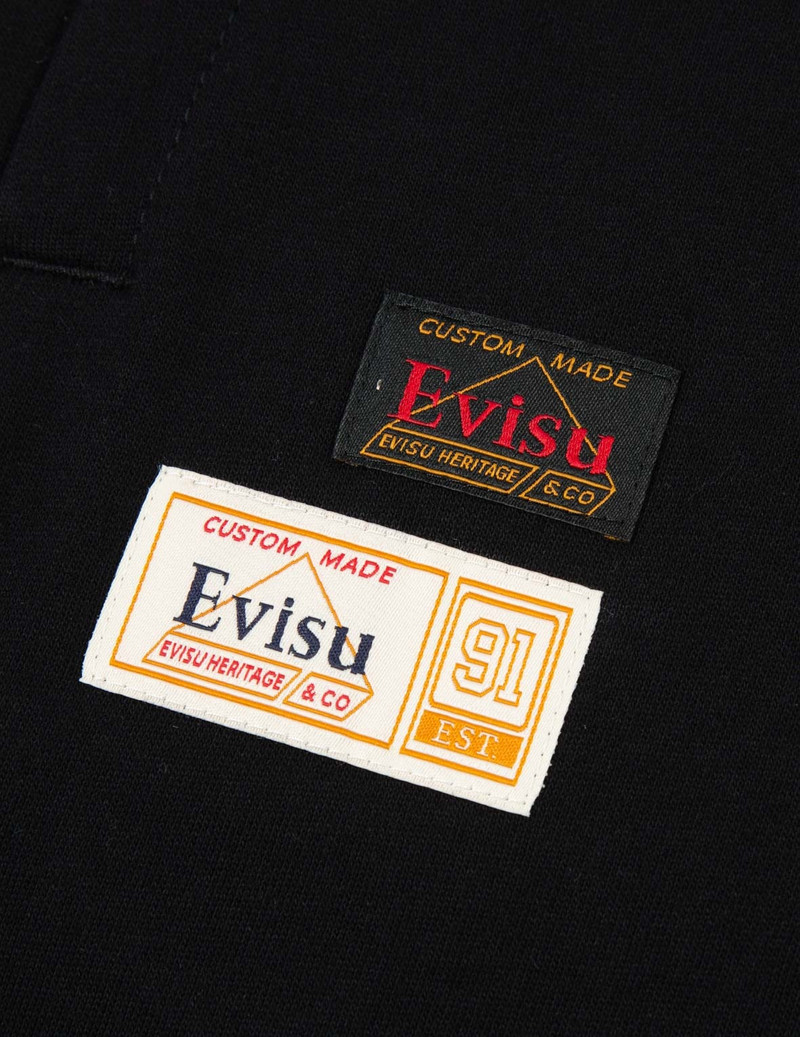 CUSTOM MADE
Evisu
EVISU HERITAGE & CO
CUSTOM MADE
Evisu
EVISU HERITAGE & CO
91
EST.